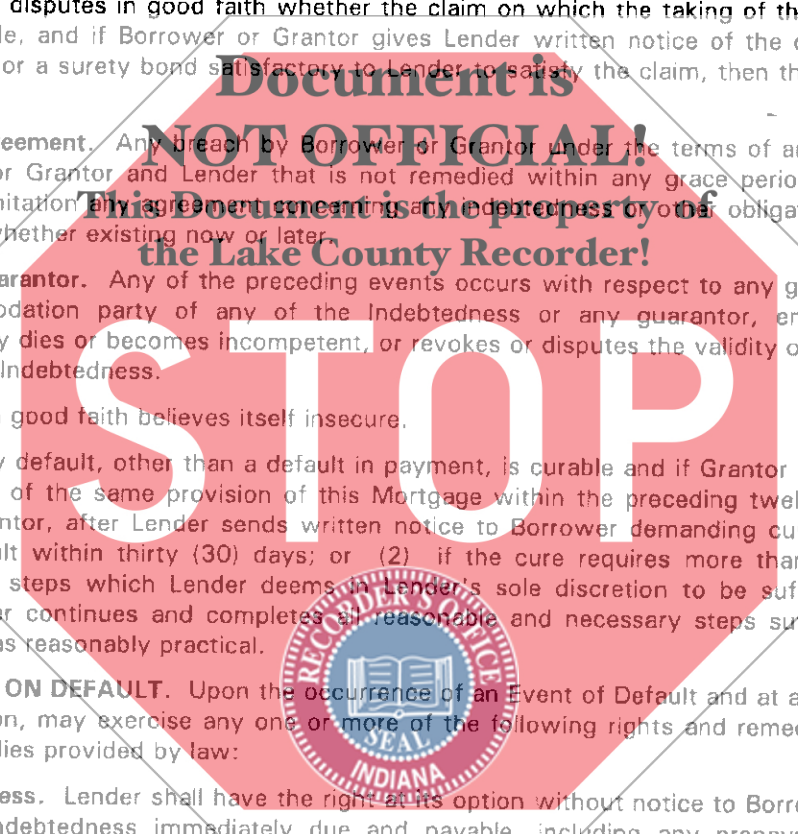 disputes in good faith whether the claim on which the taking of th
le, and if Borrower or Grantor gives Lender written notice of the
or a surety bond satisfactory to Lender to satisfy the claim, then th
Document is
eement. Any breach by Borrower or Grantor under the terms of a
NOT OFFICIAL!
or Grantor and Lender that is not remedied within any grace perio
nitation any agreement concerning any indebtedness or other obliga
This Document is the property of
whether existing now or later.
the Lake County Recorder!
arantor. Any of the preceding events occurs with respect to any g
odation party of any of the Indebtedness or any guarantor, en
y dies or becomes incompetent, or revokes or disputes the validity o
Indebtedness.
STOP
good faith believes itself insecure.
y default, other than a default in payment, is curable and if Grantor
of the same provision of this Mortgage within the preceding twel
ntor, after Lender sends written notice to Borrower demanding cu
ult within thirty (30) days; or (2) if the cure requires more than
steps which Lender deems in Lender's sole discretion to be suf
er continues and completes all reasonable and necessary steps su
as reasonably practical.
RECORDER'S OFFICE
SEAL
INDIANA
ON DEFAULT. Upon the occurrence of an Event of Default and at a
on, may exercise any one or more of the following rights and remed
dies provided by law:
ess. Lender shall have the right at its option without notice to Borro
ndebtedness immediately due and payable, including any